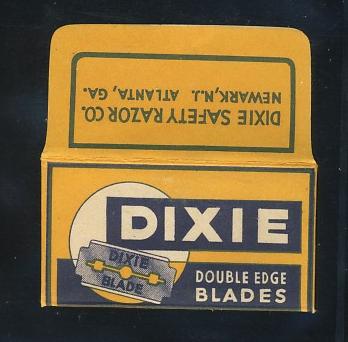 DIXIE SAFETY RAZOR CO.
NEWARK, N.J. ATLANTA, GA.
DIXIE
DIXIE
BLADE
DOUBLE EDGE
BLADES